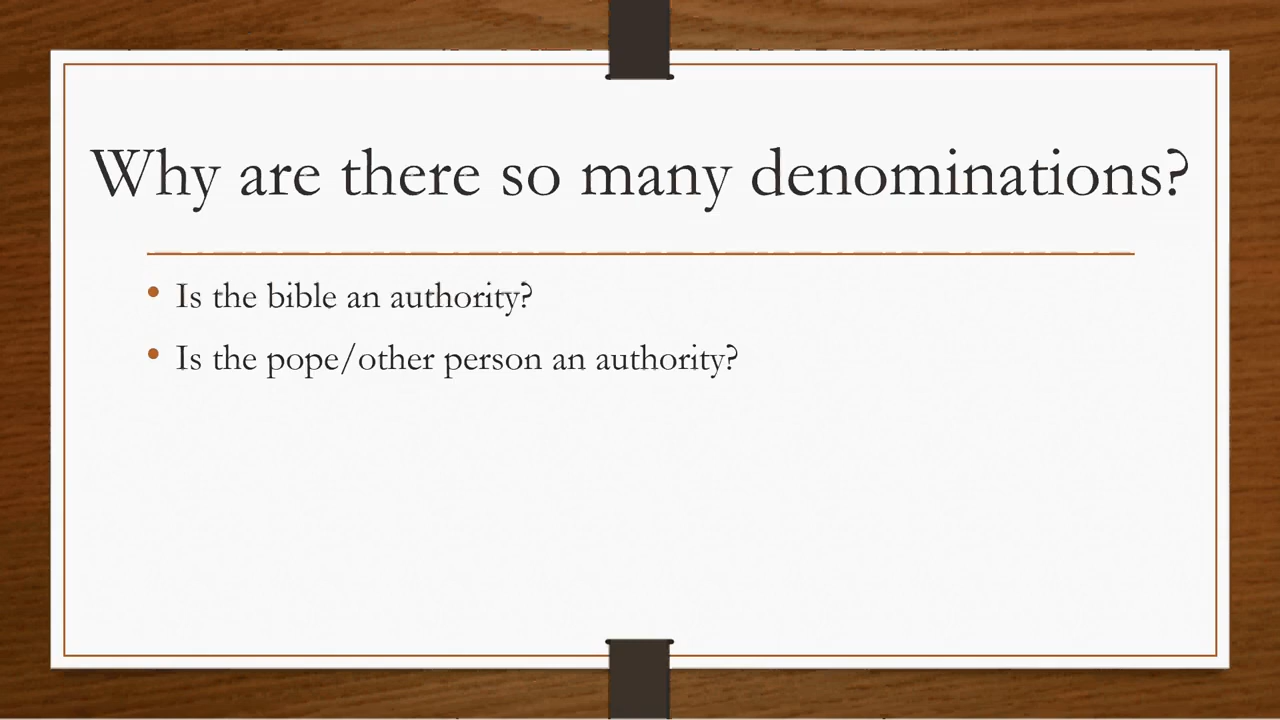 Why are there so many denominations?
• Is the bible an authority?
• Is the pope/other person an authority?